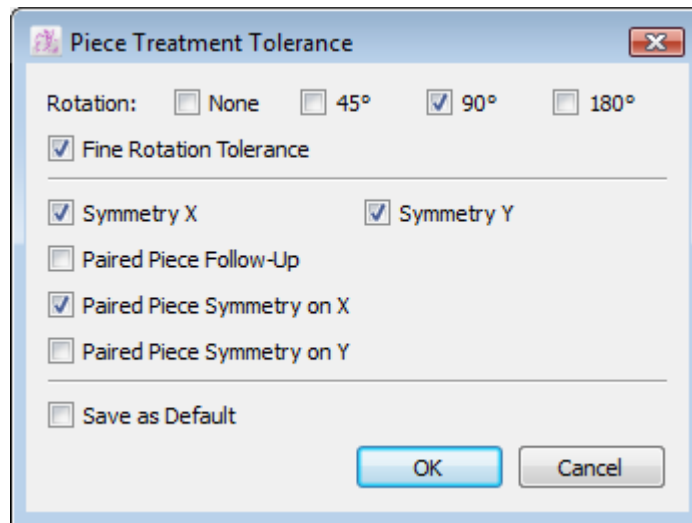 Piece Treatment Tolerance
Rotation: None 45° 90° 180°
Fine Rotation Tolerance
Symmetry X Symmetry Y
Paired Piece Follow-Up
Paired Piece Symmetry on X
Paired Piece Symmetry on Y
Save as Default
OK Cancel